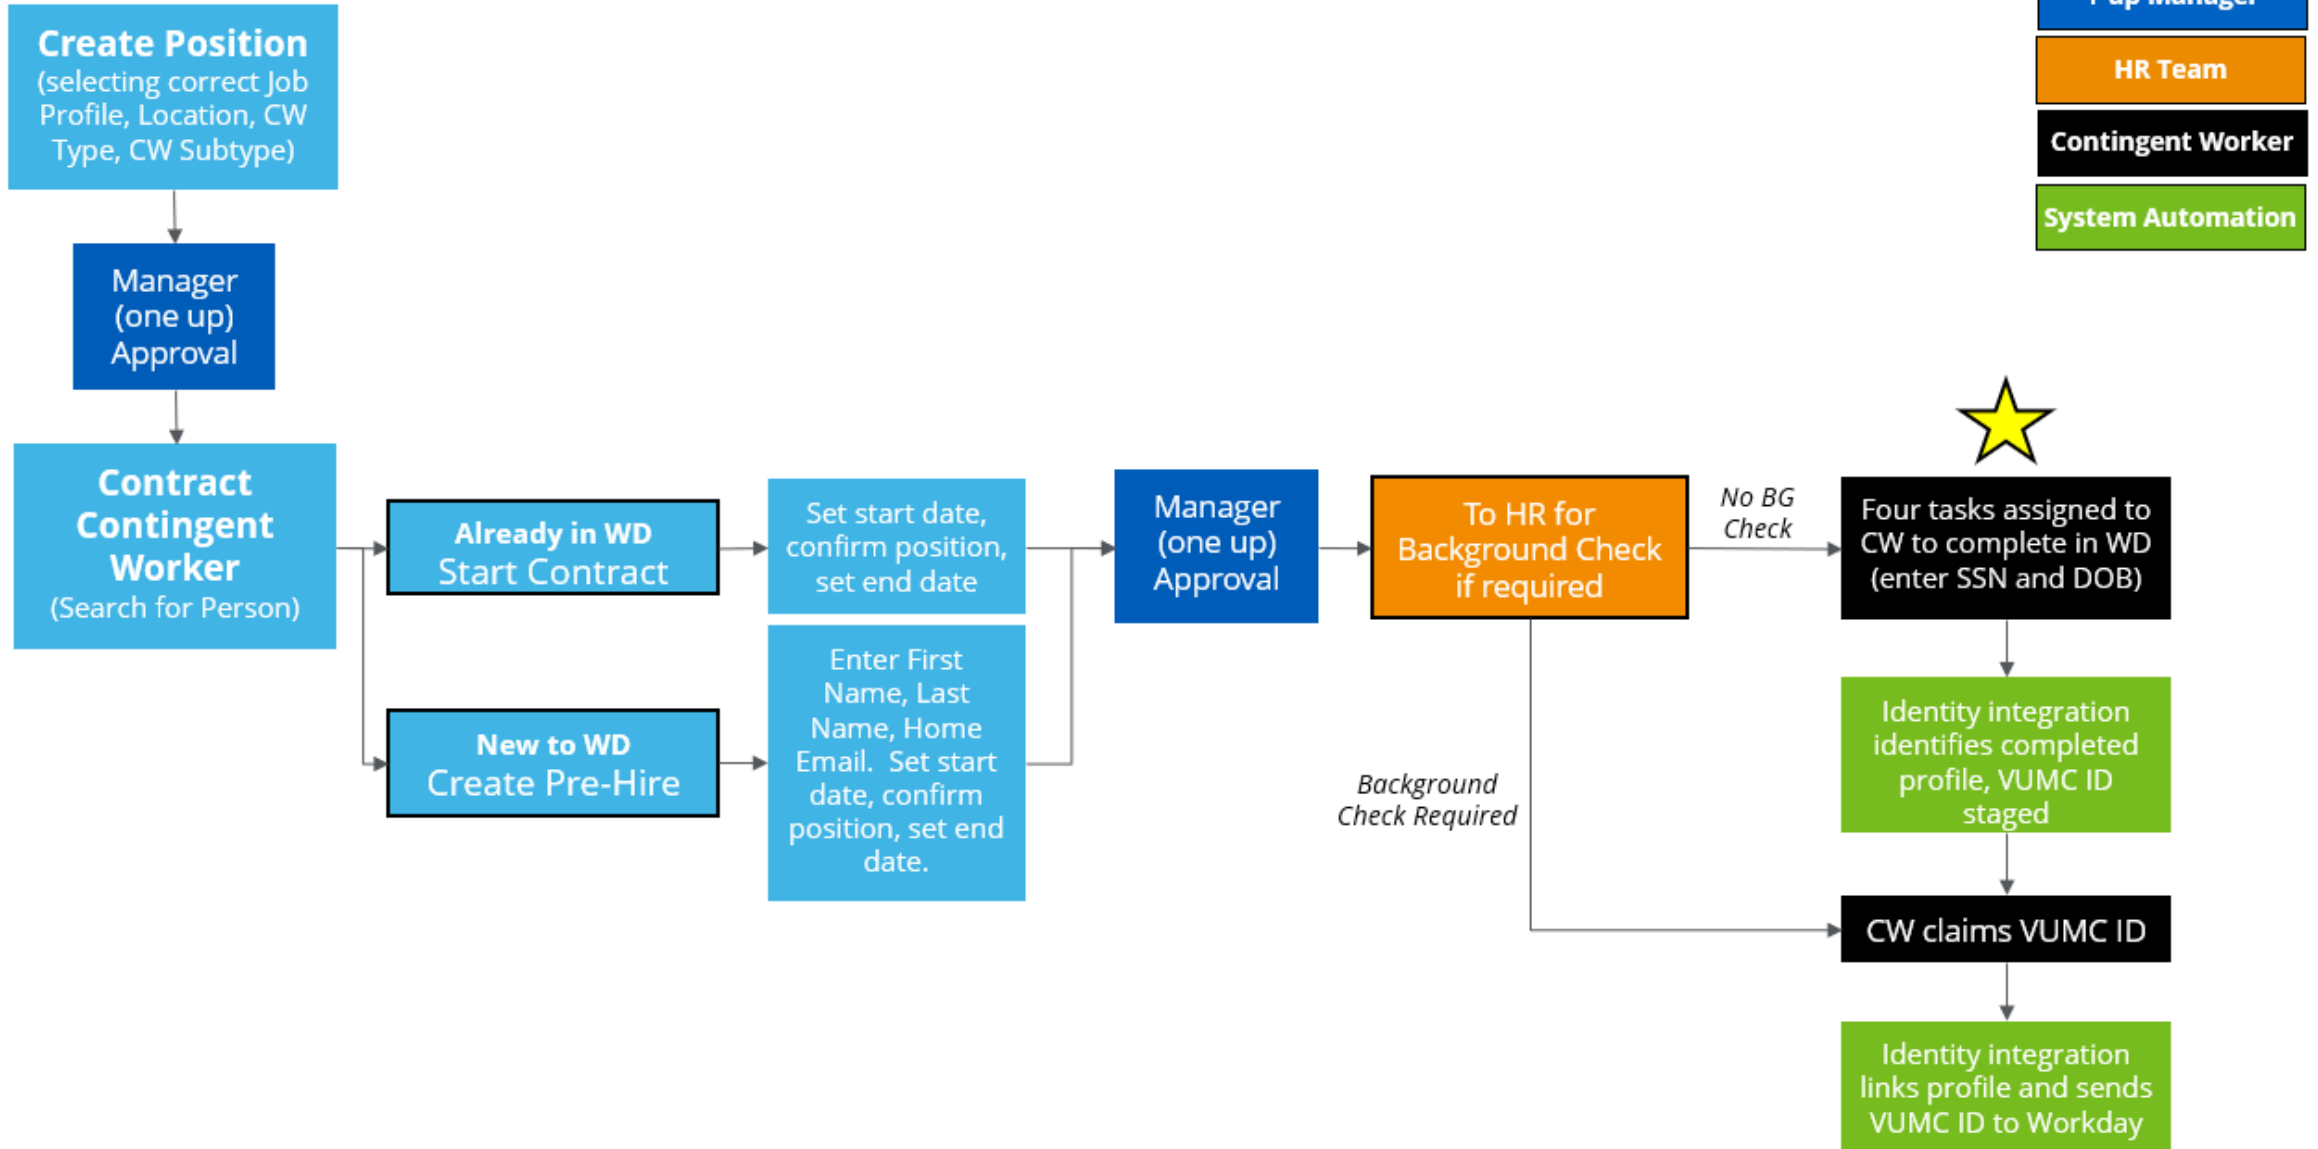 Create Position
(selecting correct Job
Profile, Location, CW
Type, CW Subtype)
Manager
(one up)
Approval
Contract
Contingent
Worker
(Search for Person)
Already in WD
Start Contract
New to WD
Create Pre-Hire
Set start date,
confirm position,
set end date
Enter First
Name, Last
Name, Home
Email.  Set start
date, confirm
position, set end
date.
Manager
(one up)
Approval
To HR for
Background Check
if required
No BG
Check
Background
Check Required
Four tasks assigned to
CW to complete in WD
(enter SSN and DOB)
Identity integration
identifies completed
profile, VUMC ID
staged
CW claims VUMC ID
Identity integration
links profile and sends
VUMC ID to Workday
Manager
HR Team
Contingent Worker
System Automation